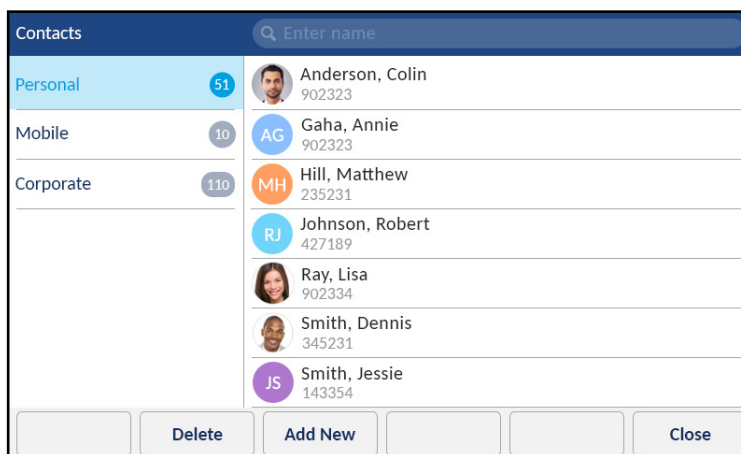 Contacts
Enter name
Personal 51
Mobile 10
Corporate 110
Anderson, Colin
902323
AG
Gaha, Annie
902323
MH
Hill, Matthew
235231
RJ
Johnson, Robert
427189
Ray, Lisa
902334
Smith, Dennis
345231
JS
Smith, Jessie
143354
Delete
Add New
Close